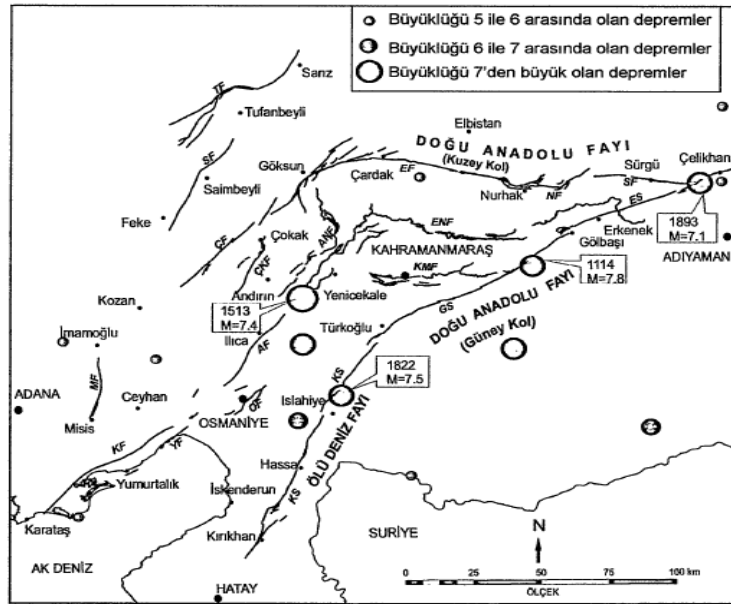 Büyüklüğü 5 ile 6 arasında olan depremler
Büyüklüğü 6 ile 7 arasında olan depremler
Büyüklüğü 7'den büyük olan depremler
Sarız
TF
Tufanbeyli
Elbistan
DOĞU ANADOLU FAYI
(Kuzey Kol)
SF
Göksun
EF
Çardak
Sürgü
Çelikhan
Saimbeyli
Nurhak
NF
SF
ES
Feke
ÇF
Çokak
ANF
ENF
Erkenek
1893
M=7.1
ÇKF
KAHRAMANMARAŞ
Gölbaşı
ADIYAMAN
KMF
1114
M=7.8
Kozan
Andırın
Yenicekale
1513
M=7.4
GS
DOĞU ANADOLU FAYI
(Güney Kol)
İmamoğlu
Ilıca
AF
Türkoğlu
1822
M=7.5
MF
KS
ADANA
Ceyhan
Islahiye
OSMANİYE
Misis
ÖLÜ DENİZ FAYI
KF
YF
Hassa
Yumurtalık
İskenderun
KS
Karataş
Kırıkhan
SURİYE
N
AK DENİZ
0 25 50 75 100 km
HATAY
ÖLÇEK